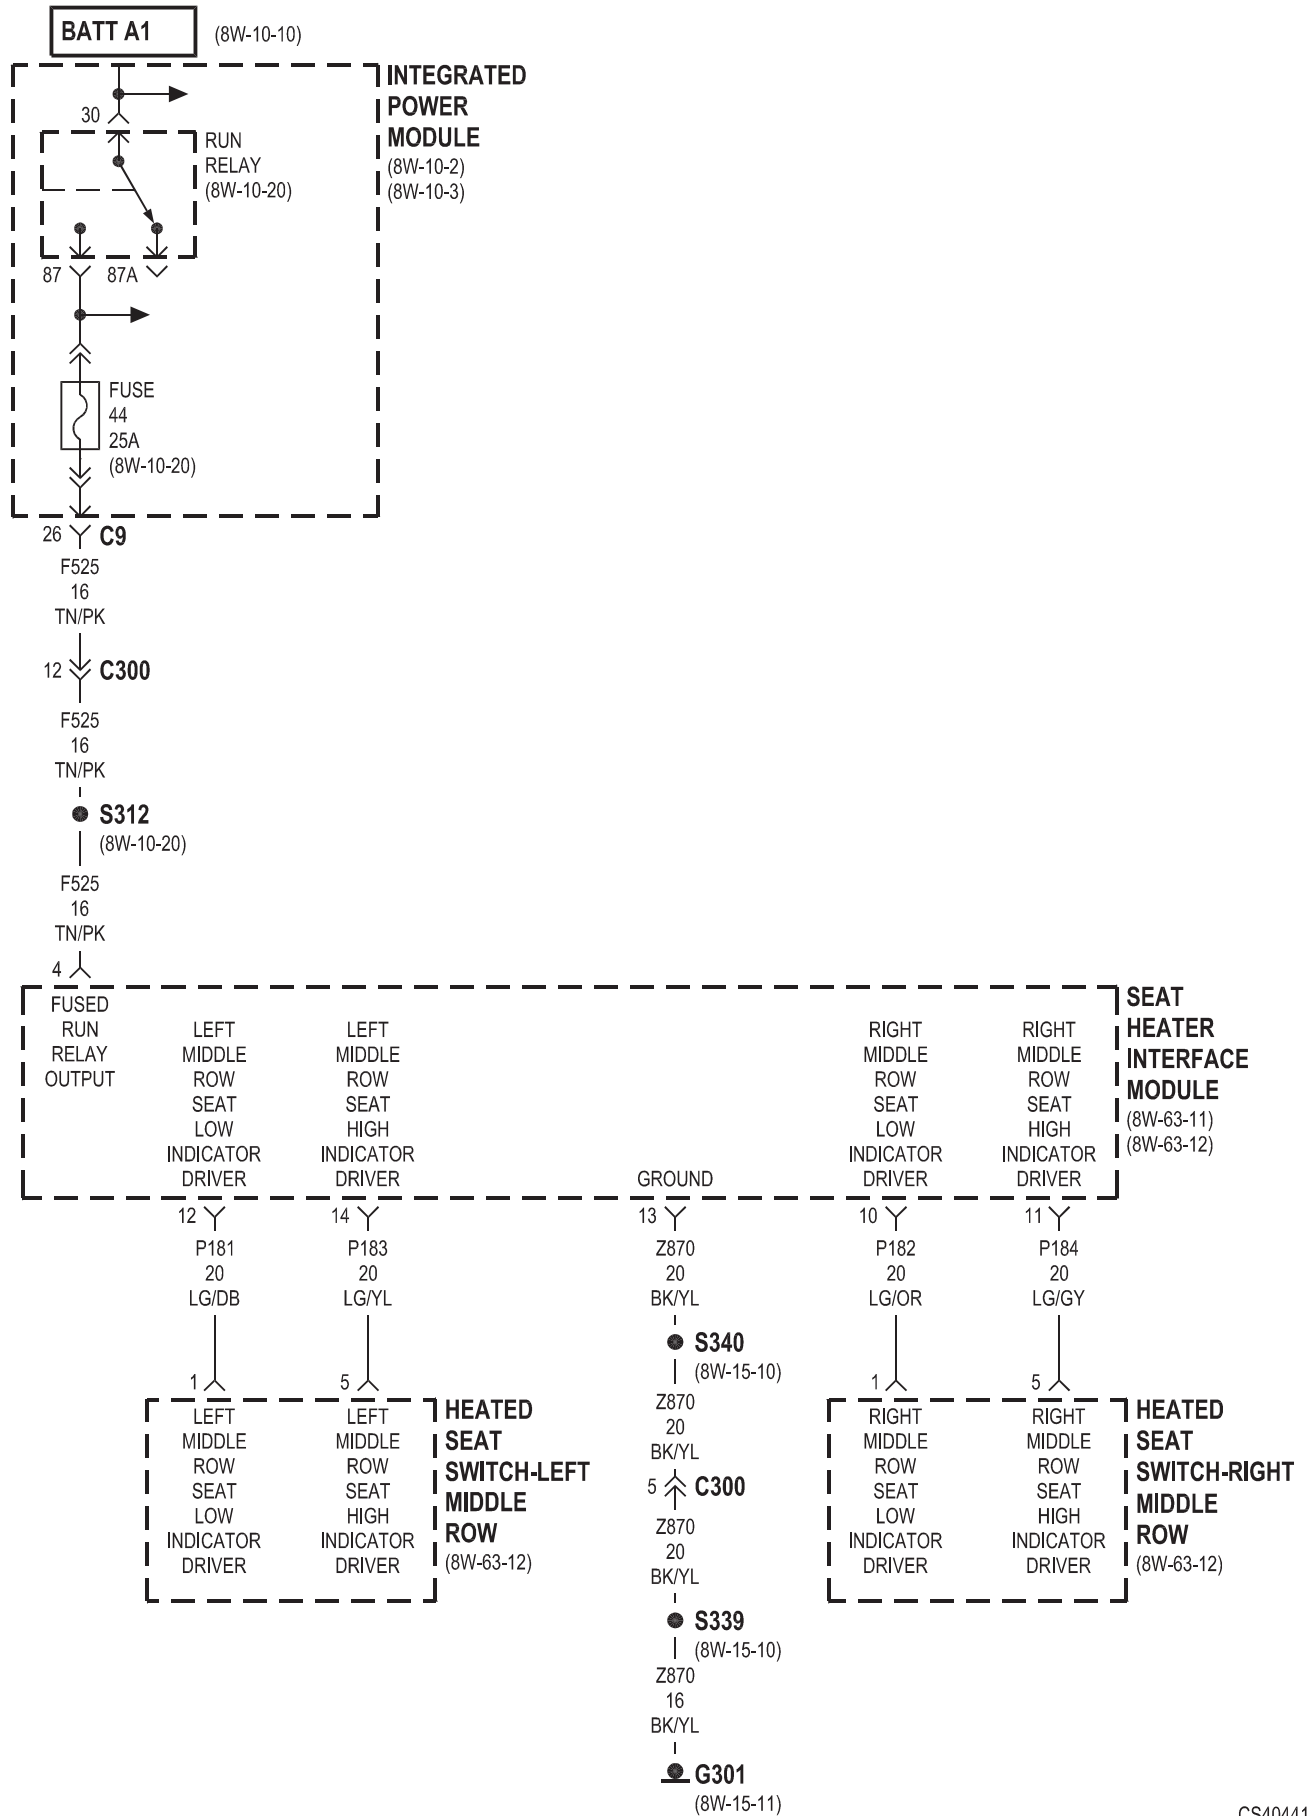 BATT A1 (8W-10-10)
INTEGRATED
POWER
MODULE
(8W-10-2)
(8W-10-3)
30
RUN
RELAY
(8W-10-20)
87 87A
FUSE
44
25A
(8W-10-20)
26 C9
F525
16
TN/PK
12 C300
F525
16
TN/PK
S312
(8W-10-20)
F525
16
TN/PK
4
FUSED
RUN
RELAY
OUTPUT
LEFT
MIDDLE
ROW
SEAT
LOW
INDICATOR
DRIVER
LEFT
MIDDLE
ROW
SEAT
HIGH
INDICATOR
DRIVER
GROUND
RIGHT
MIDDLE
ROW
SEAT
LOW
INDICATOR
DRIVER
RIGHT
MIDDLE
ROW
SEAT
HIGH
INDICATOR
DRIVER
SEAT
HEATER
INTERFACE
MODULE
(8W-63-11)
(8W-63-12)
12
P181
20
LG/DB
1
14
P183
20
LG/YL
5
LEFT
MIDDLE
ROW
SEAT
LOW
INDICATOR
DRIVER
LEFT
MIDDLE
ROW
SEAT
HIGH
INDICATOR
DRIVER
HEATED
SEAT
SWITCH-LEFT
MIDDLE
ROW
(8W-63-12)
13
Z870
20
BK/YL
S340
(8W-15-10)
Z870
20
BK/YL
5 C300
Z870
20
BK/YL
S339
(8W-15-10)
Z870
16
BK/YL
G301
(8W-15-11)
10
P182
20
LG/OR
1
11
P184
20
LG/GY
5
RIGHT
MIDDLE
ROW
SEAT
LOW
INDICATOR
DRIVER
RIGHT
MIDDLE
ROW
SEAT
HIGH
INDICATOR
DRIVER
HEATED
SEAT
SWITCH-RIGHT
MIDDLE
ROW
(8W-63-12)
CS40441